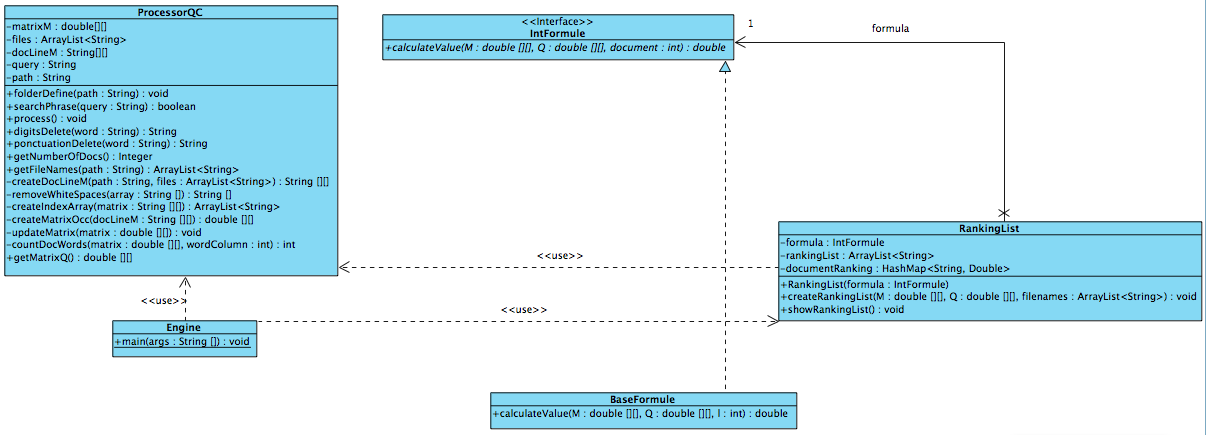 ProcessorQC
-matrixM : double[][]
-files : ArrayList<String>
-docLineM : String[][]
-query : String
-path : String
+folderDefine(path : String) : void
+searchPhrase(query : String) : boolean
+process() : void
+digitsDelete(word : String) : String
+ponctuationDelete(word : String) : String
+getNumberOfDocs() : Integer
+getFileNames(path : String) : ArrayList<String>
-createDocLineM(path : String, files : ArrayList<String>) : String [][]
-removeWhiteSpaces(array : String []) : String []
-createIndexArray(matrix : String [][]) : ArrayList<String>
-createMatrixOcc(docLineM : String [][]) : double [][]
-updateMatrix(matrix : double [][]) : void
-countDocWords(matrix : double [][], wordColumn : int) : int
+getMatrixQ() : double [][]
<<Interface>>
IntFormule
+calculateValue(M : double [][], Q : double [][], document : int) : double
1
formula
RankingList
-formula : IntFormule
-rankingList : ArrayList<String>
-documentRanking : HashMap<String, Double>
+RankingList(formula : IntFormule)
+createRankingList(M : double [][], Q : double [][], filenames : ArrayList<String>) : void
+showRankingList() : void
<<use>>
<<use>>
<<use>>
Engine
+main(args : String []) : void
BaseFormule
+calculateValue(M : double [][], Q : double [][], l : int) : double